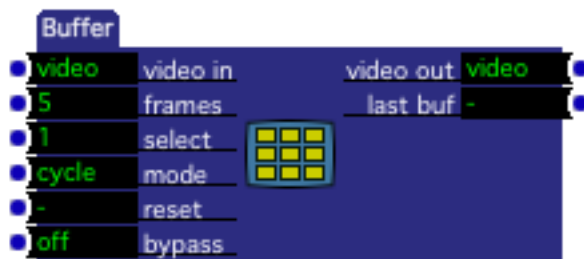 Buffer
video video in video out video
5 frames last buf -
1 select
cycle mode
- reset
off bypass